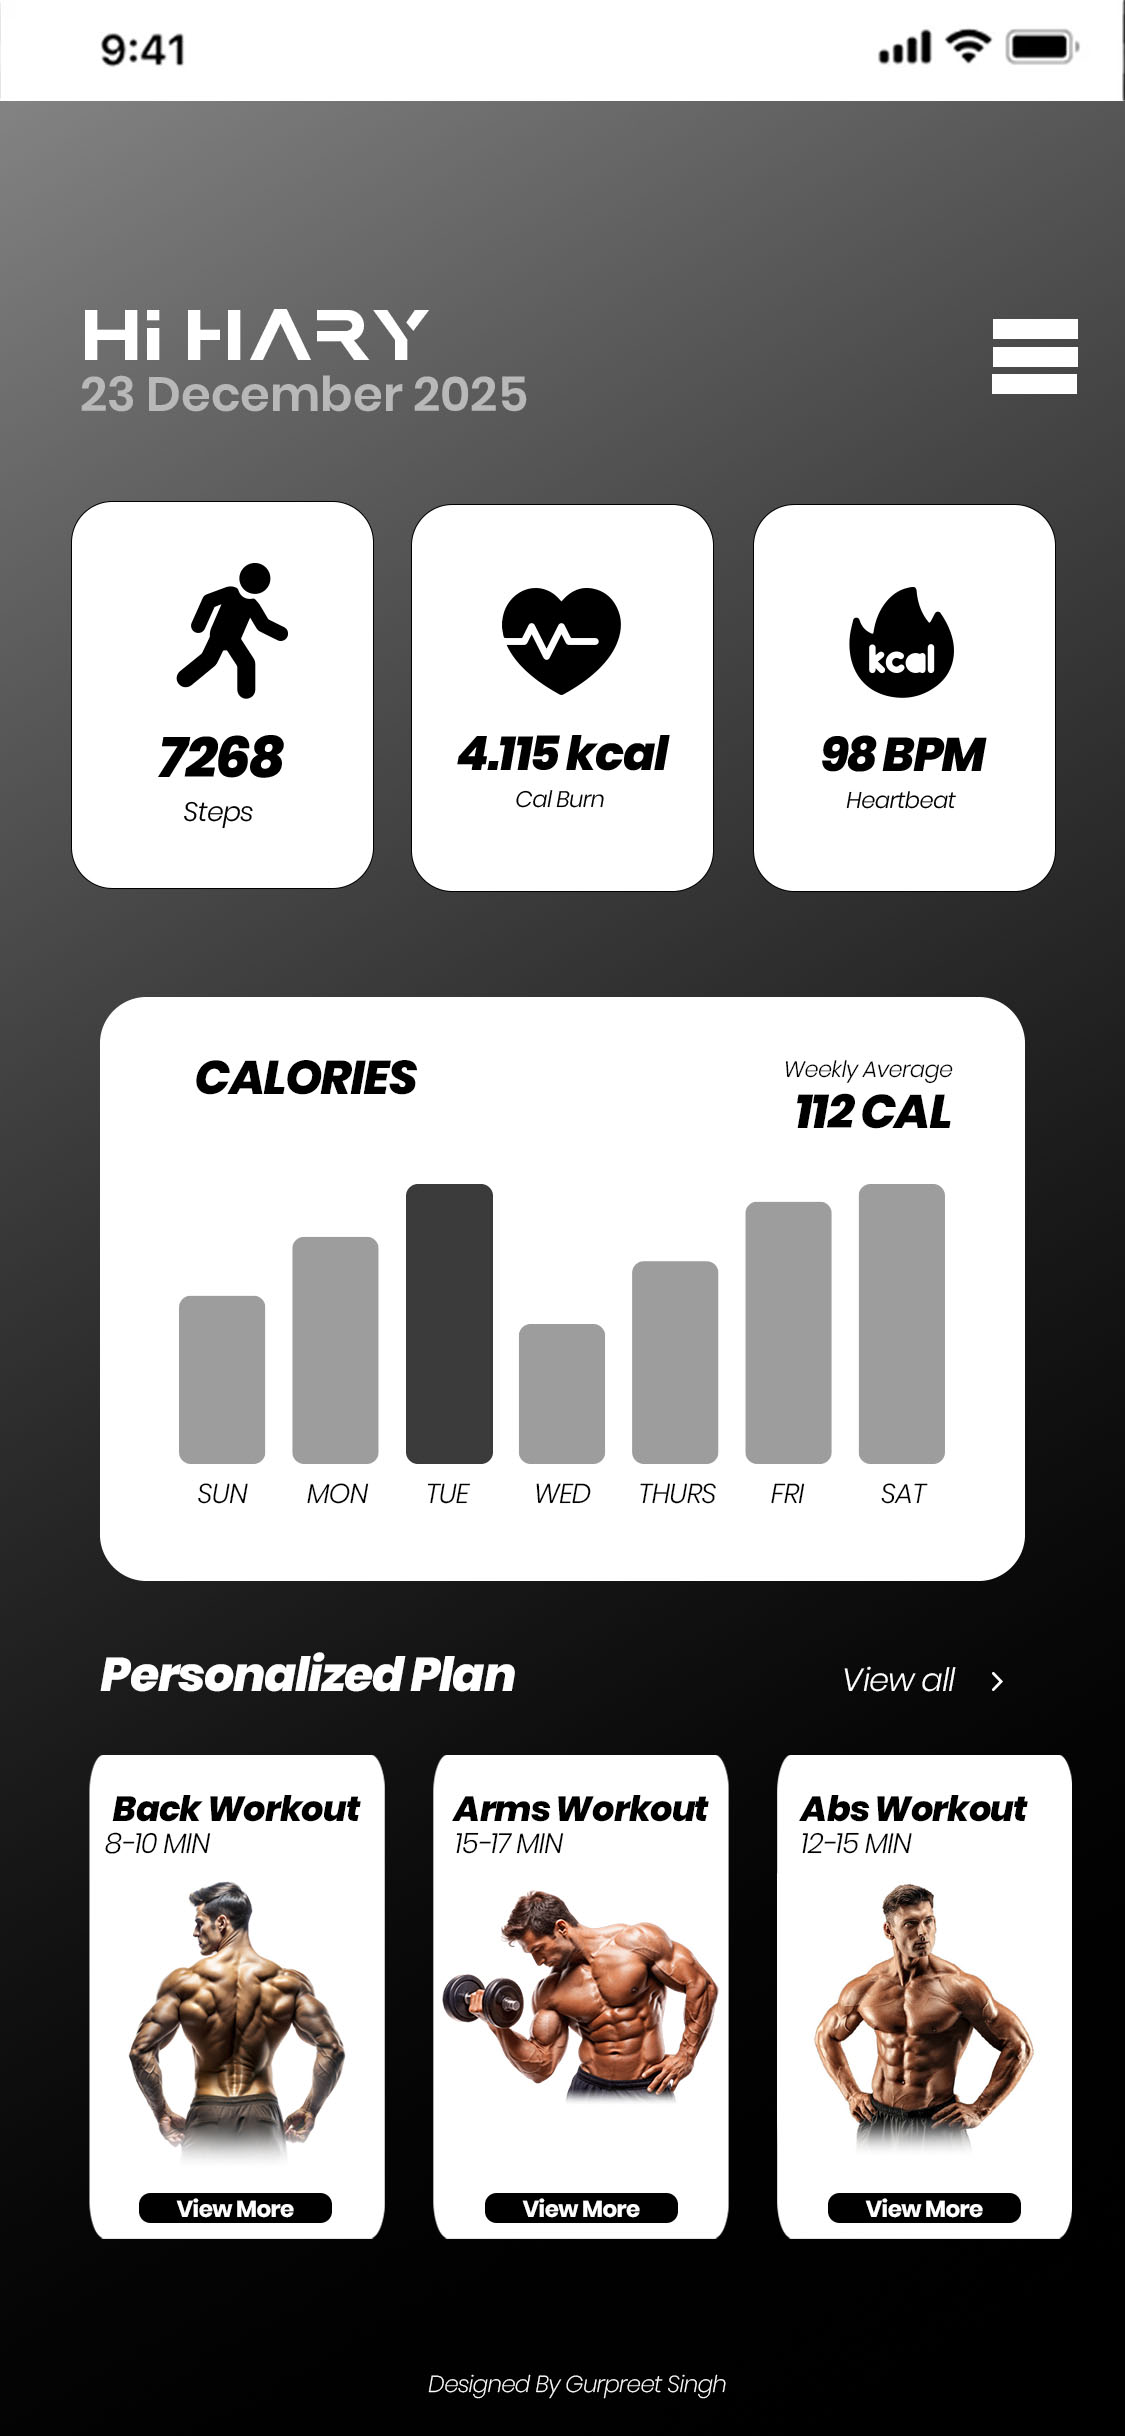 9:41
Hi HARY
23 December 2025
7268
Steps
4.115 kcal
Cal Burn
kcal
98 BPM
Heartbeat
CALORIES
Weekly Average
112 CAL
SUN MON TUE WED THURS FRI SAT
Personalized Plan
View all >
Back Workout
8-10 MIN
View More
Arms Workout
15-17 MIN
View More
Abs Workout
12-15 MIN
View More
Designed By Gurpreet Singh